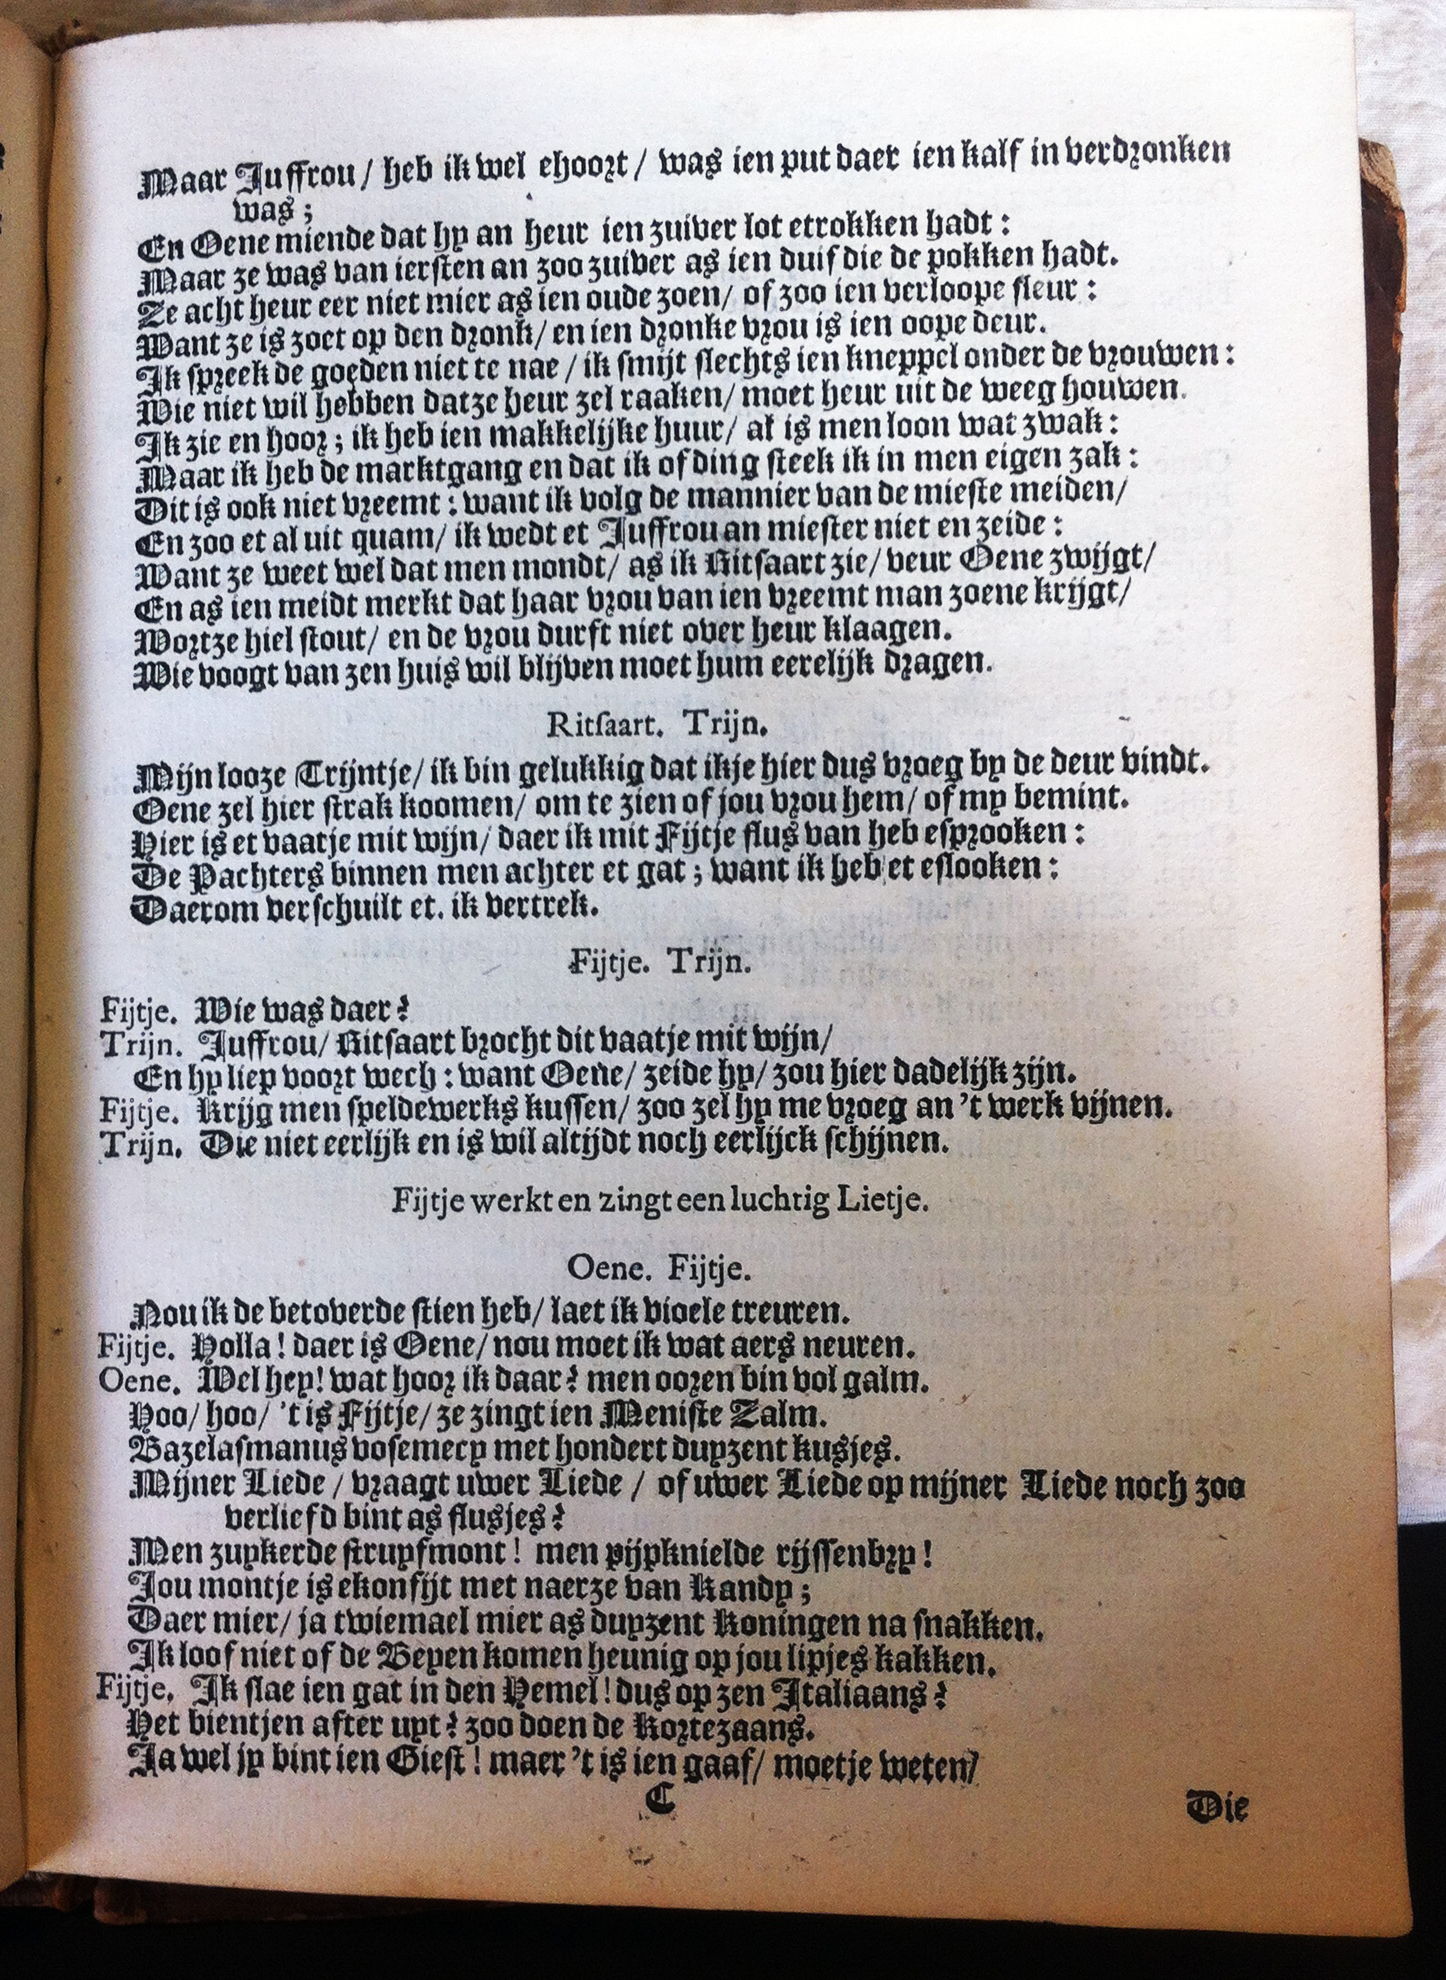 Maar Juffrou/ heb ik wel ehoort/ was ien put daer ien kalf in verdronken
was;
En Oene miende dat hy an heur ien zuiver lot etrokken hadt:
Maar ze was van iersten an zoo zuiver as ien duif die de pokken hadt.
Ze acht heur eer niet mier as ien oude zoen/ of zoo ien verloope sleur:
Want ze is zoet op den dronk/ en ien dronke vrou is ien oope deur.
Ik spreek de goeden niet te nae/ ik smijt slechts ien kneppel onder de vrouwen:
Wie niet wil hebben datze heur zel raaken/ moet heur uit de weeg houwen.
Ik zie en hoor; ik heb ien makkelijke huur/ al is men loon wat zwak:
Maar ik heb de marktgang en dat ik of ding steek ik in men eigen zak:
Dit is ook niet vreemt: want ik volg de mannier van de mieste meiden/
En zoo et al uit quam/ ik wedt et Juffrou an miester niet en zeide:
Want ze weet wel dat men mondt/ as ik Ritsaart zie/ veur Oene zwijgt/
En as ien meidt merkt dat haar vrou van ien vreemt man zoene krijgt/
Wortze hiel stout/ en de vrou durft niet over heur klaagen.
Wie voogt van zen huis wil blijven moet hum eerelijk dragen.
Ritsaart. Trijn.
Mijn looze Trijntje/ ik bin gelukkig dat ikje hier dus vroeg by de deur vindt.
Oene zel hier strak koomen/ om te zien of jou vrou hem/ of my bemint.
Hier is et vaatje mit wijn/ daer ik mit Fijtje flus van heb esprooken:
De Pachters binnen men achter et gat; want ik heb et eslooken:
Daerom verschuilt et. ik vertrek.
Fijtje. Trijn.
Fijtje. Wie was daer?
Trijn. Juffrou/ Ritsaart brocht dit vaatje mit wijn/
En hy liep voort wech: want Oene/ zeide hy/ zou hier dadelijk zijn.
Fijtje. Krijg men speldewerks kussen/ zoo zel hy me vroeg an 't werk vijnen.
Trijn. Die niet eerlijk en is wil altijdt noch eerlijck schijnen.
Fijtje werkt en zingt een luchtig Lietje.
Oene. Fijtje.
Nou ik de betoverde stien heb/ laet ik vioele treuren.
Fijtje. Holla! daer is Oene/ nou moet ik wat aers neuren.
Oene. Wel hey! wat hoor ik daar? men ooren bin vol galm.
Hoo/ hoo/ 't is Fijtje/ ze zingt ien Meniste Zalm.
Bazelasmanus vosemecy met hondert duyzent kusjes.
Mijner Liede/ vraagt uwer Liede/ of uwer Liede op mijner Liede noch zoo
verliefd bint as flusjes?
Men zuykerde struyfmont! men pijpknielde rijssenbry!
Jou montje is ekonfijt met naerze van Kandy;
Daer mier/ ja twiemael mier as duyzent Koningen na snakken.
Ik loof niet of de Beyen komen heunig op jou lipjes kakken.
Fijtje. Ik slae ien gat in den Hemel! dus op zen Italiaans?
Het bientjen after uyt? zoo doen de Kortezaans.
Ja wel jy bint ien Giest! maer 't is ien gaaf/ moetje weten/
C
Die